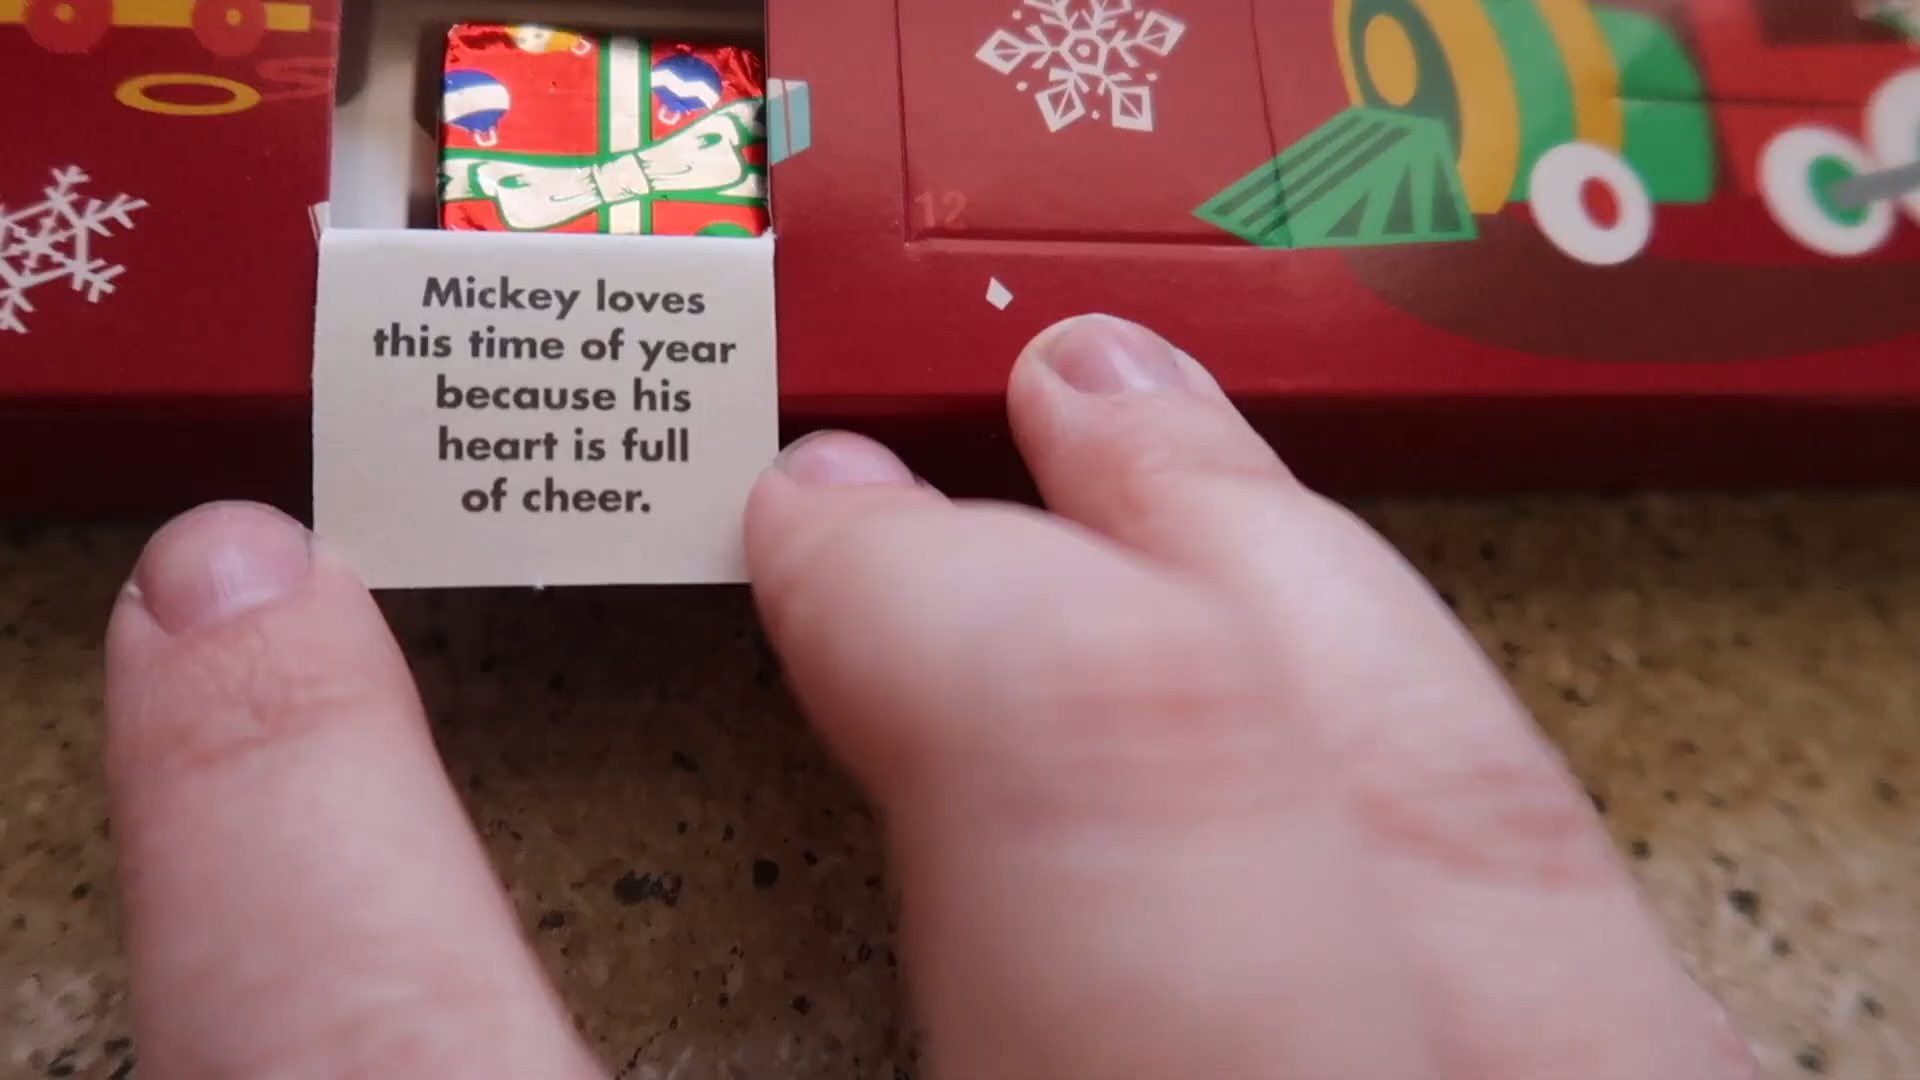 12
Mickey loves
this time of year
because his
heart is full
of cheer.